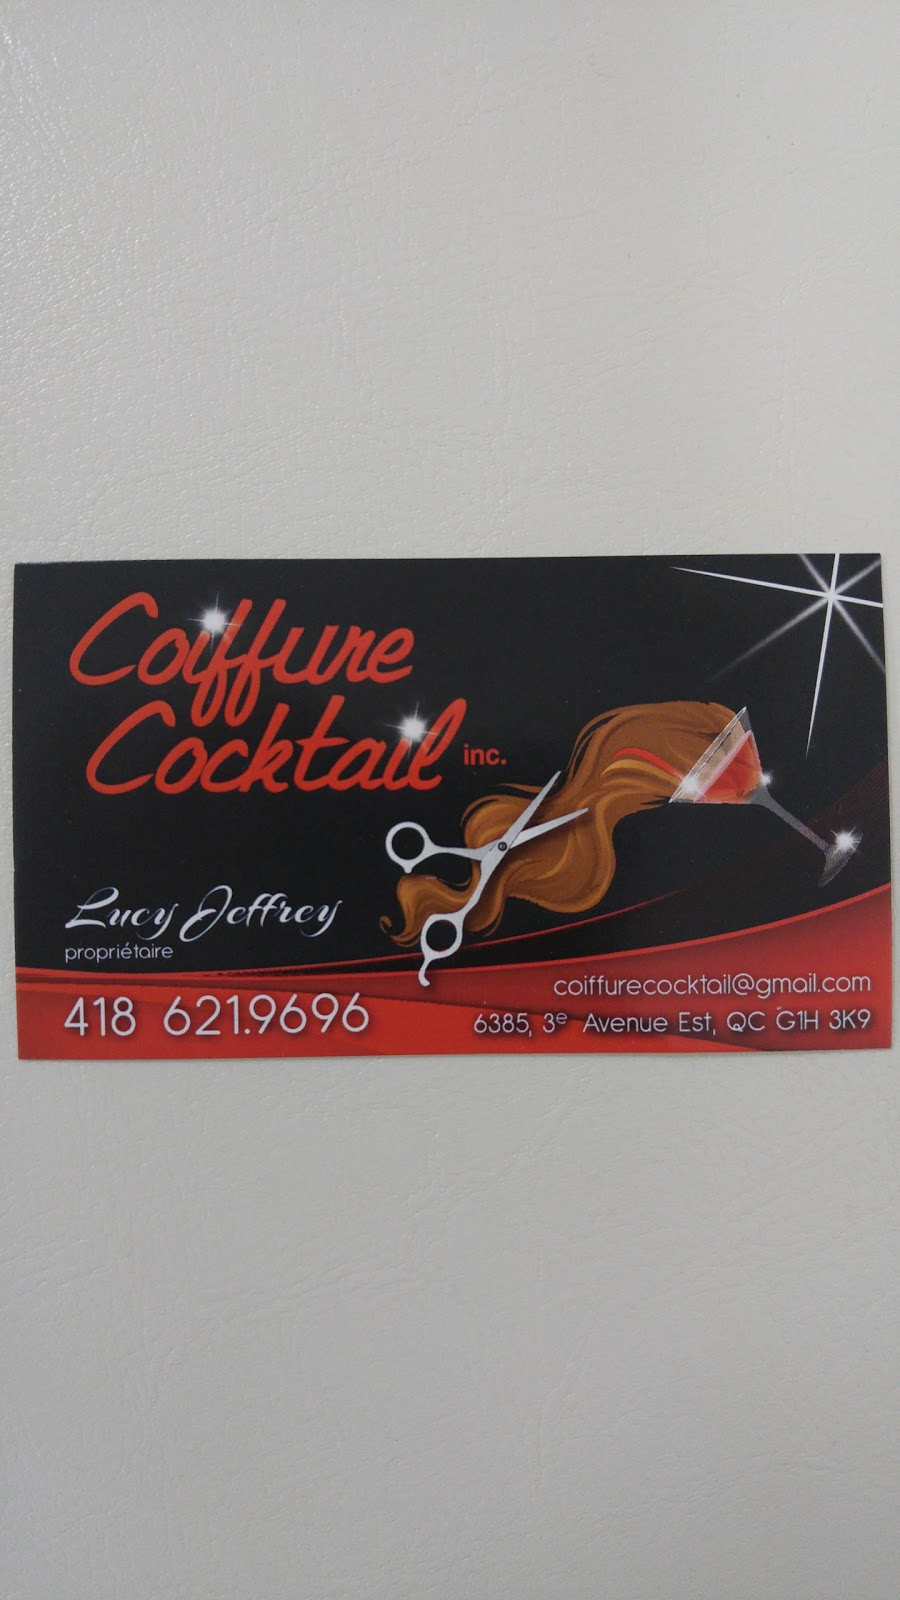 Coiffure
Cocktail inc.
Lucy Jeffrey
propriétaire
418 621.9696
coiffurecocktail@gmail.com
6385, 3e Avenue Est, QC G1H 3K9